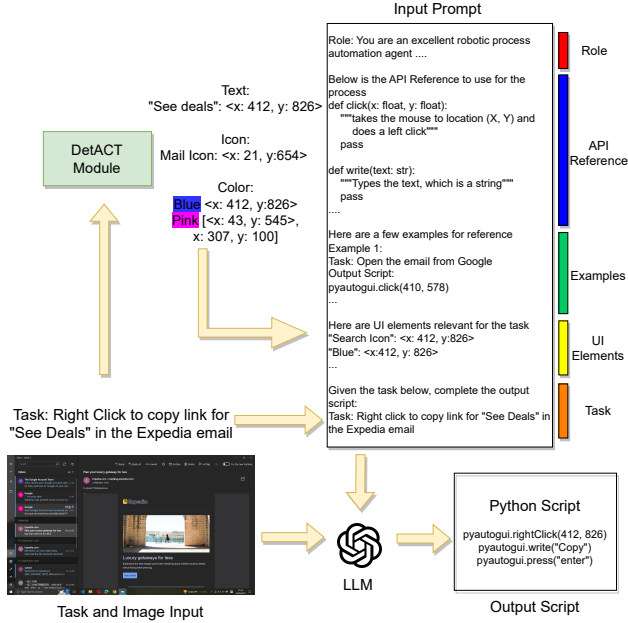 Input Prompt
Role: You are an excellent robotic process
automation agent ....
Below is the API Reference to use for the
process
def click(x: float, y: float):
"""takes the mouse to location (X, Y) and
does a left click"""
pass
def write(text: str):
"""Types the text, which is a string"""
pass
....
Here are a few examples for reference
Example 1:
Task: Open the email from Google
Output Script:
pyautogui.click(410, 578)
...
Here are UI elements relevant for the task
"Search Icon": <x: 412, y:826>
"Blue": <x:412, y: 826>
...
Given the task below, complete the output
script:
Task: Right click to copy link for "See Deals" in
the Expedia email
Role
API
Reference
Examples
UI
Elements
Task
Text:
"See deals": <x: 412, y: 826>
Icon:
Mail Icon: <x: 21, y:654>
Color:
Blue <x: 412, y:826>
Pink [<x: 43, y: 545>,
x: 307, y: 100]
DetACT
Module
Task: Right Click to copy link for
"See Deals" in the Expedia email
Expedia
Luxury getaways for less
Task and Image Input
LLM
Python Script
pyautogui.rightClick(412, 826)
pyautogui.write("Copy")
pyautogui.press("enter")
Output Script